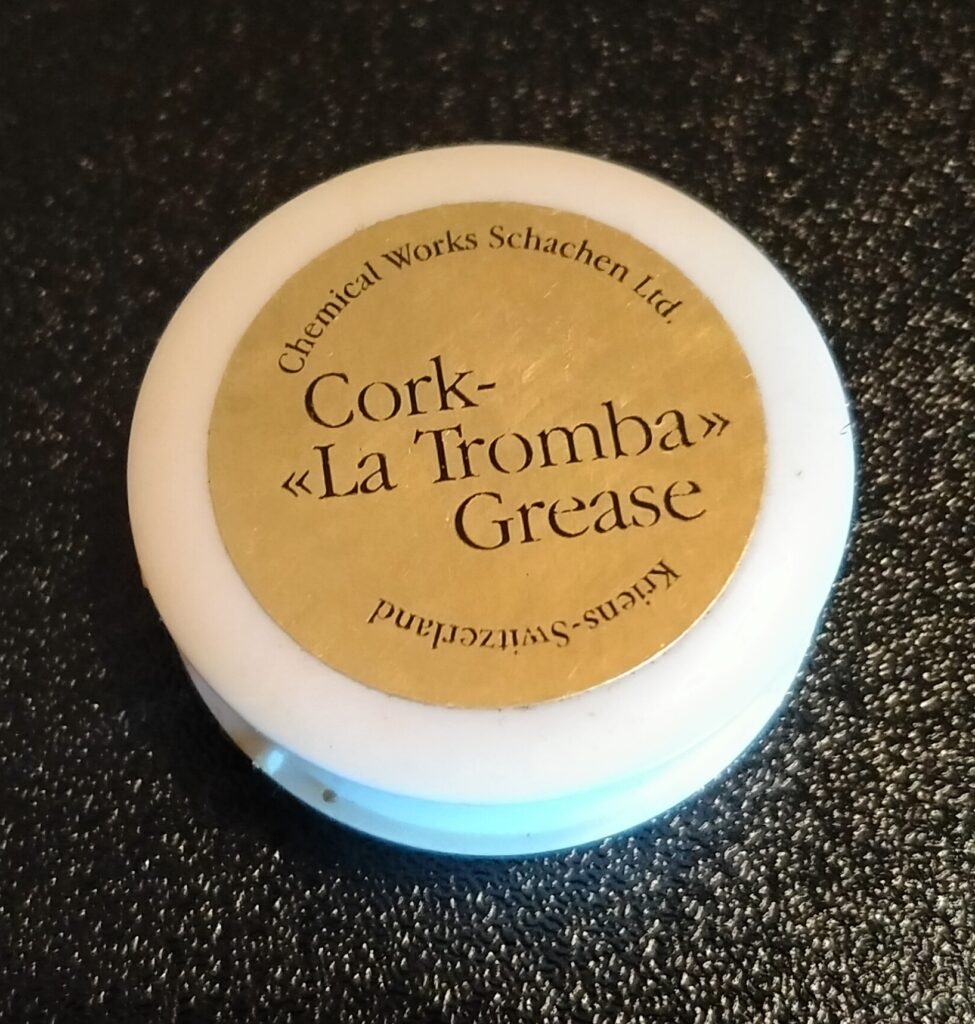 Chemical Works Schachen Ltd.
Cork-
«La Tromba»
Grease
Kriens-Switzerland